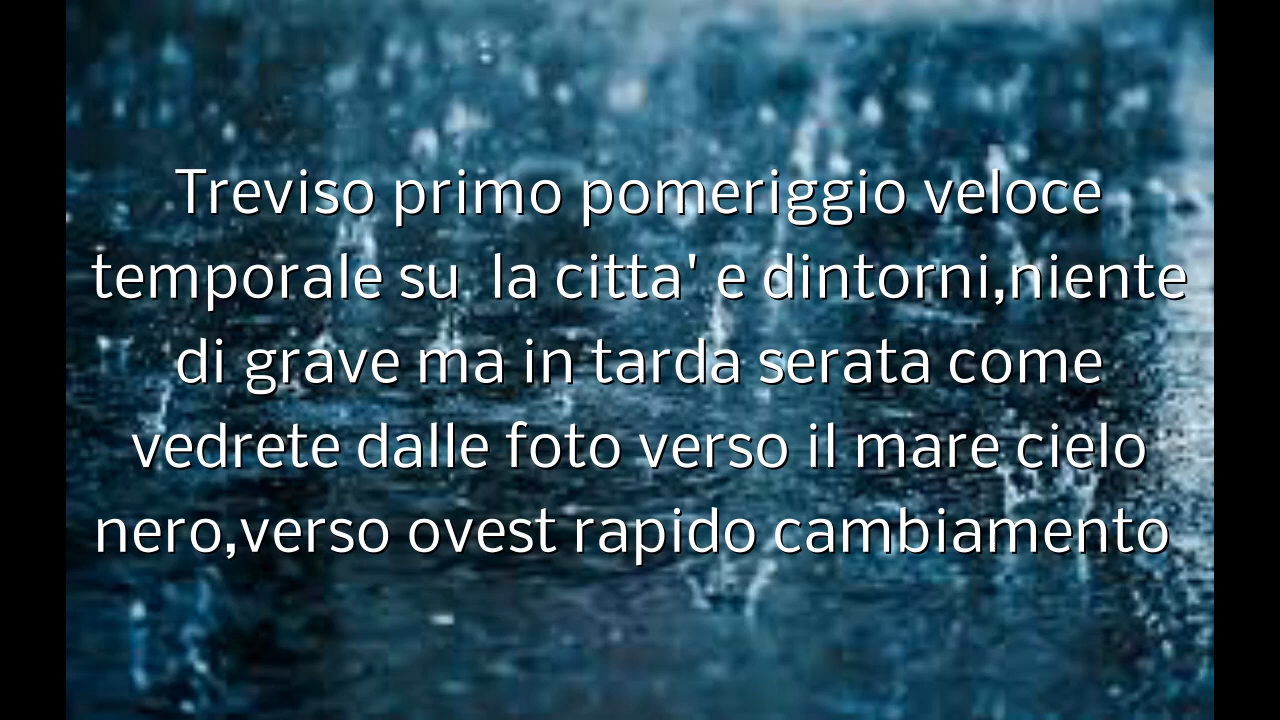 Treviso primo pomeriggio veloce
temporale su  la citta' e dintorni,niente
di grave ma in tarda serata come
vedrete dalle foto verso il mare cielo
nero,verso ovest rapido cambiamento